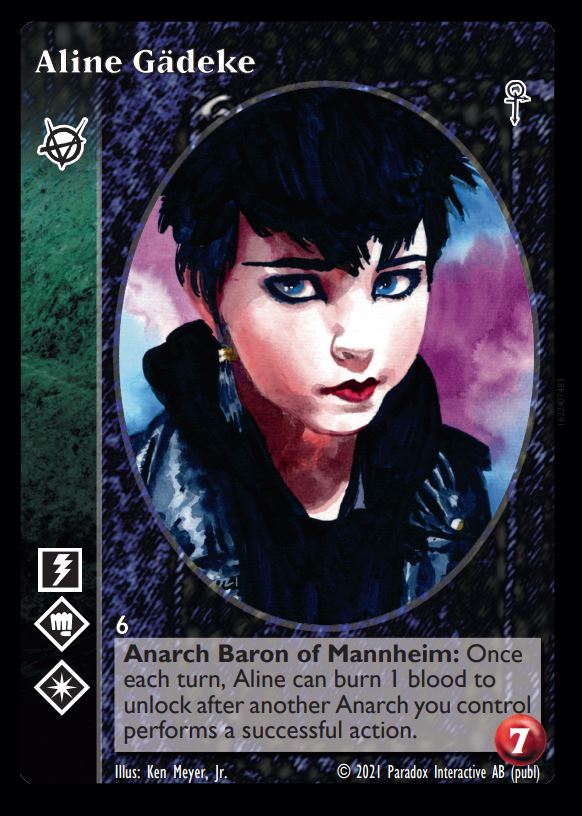 Aline Gädeke
1622407483
6
Anarch Baron of Mannheim: Once
each turn, Aline can burn 1 blood to
unlock after another Anarch you control
performs a successful action.
7
Illus: Ken Meyer, Jr.
© 2021 Paradox Interactive AB (publ)